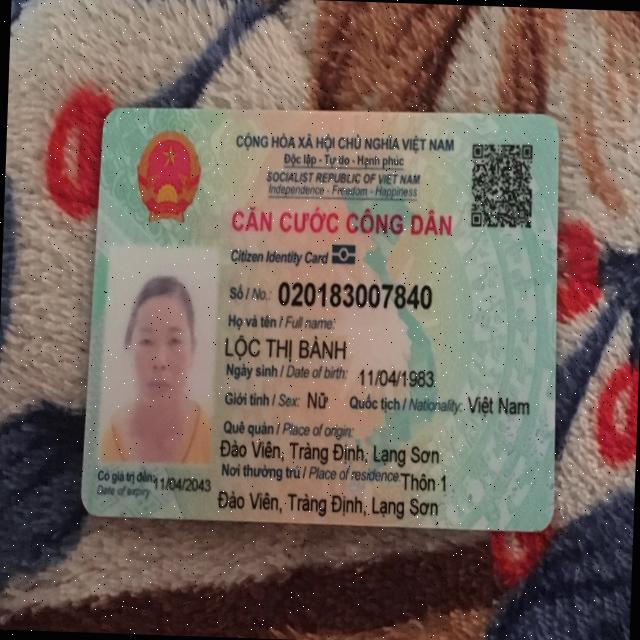 CỘNG HÒA XÃ HỘI CHỦ NGHĨA VIỆT NAM
Độc lập - Tự do - Hạnh phúc
SOCIALIST REPUBLIC OF VIET NAM
Independence - Freedom - Happiness
CĂN CƯỚC CÔNG DÂN
Citizen Identity Card
Số / No.: 020183007840
Họ và tên / Full name:
LỘC THỊ BÀNH
Ngày sinh / Date of birth: 11/04/1983
Giới tính / Sex: Nữ Quốc tịch / Nationality: Việt Nam
Quê quán / Place of origin:
Đào Viên, Tràng Định, Lạng Sơn
Nơi thường trú / Place of residence: Thôn 1
Đào Viên, Tràng Định, Lạng Sơn
Có giá trị đến: 11/04/2043
Date of expiry